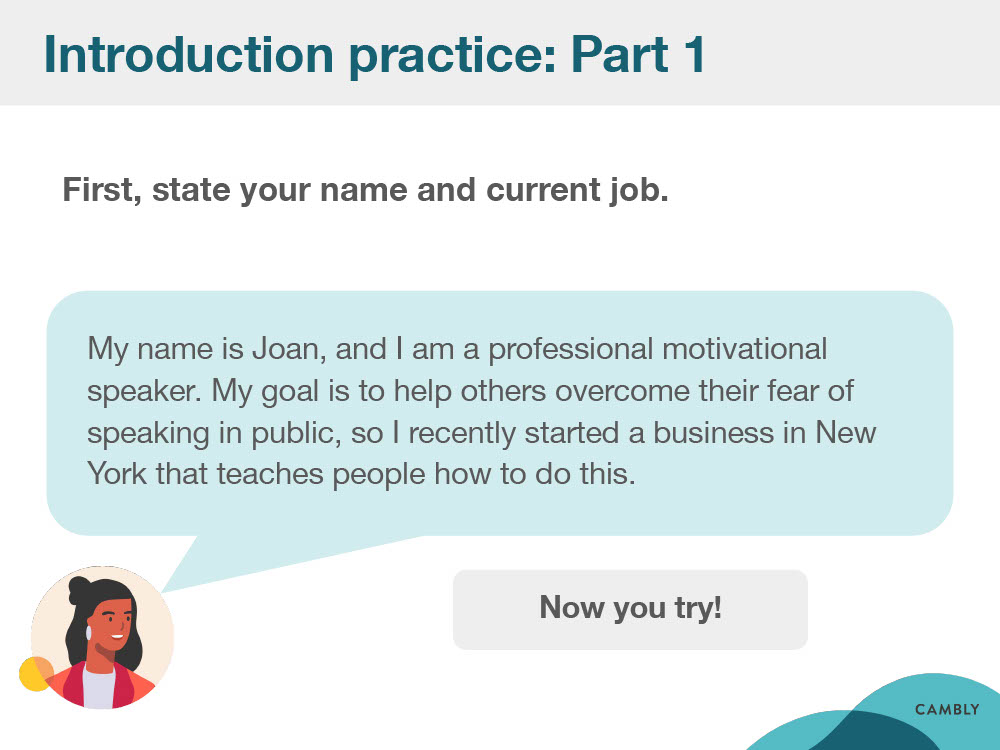 Introduction practice: Part 1
First, state your name and current job.
My name is Joan, and I am a professional motivational
speaker. My goal is to help others overcome their fear of
speaking in public, so I recently started a business in New
York that teaches people how to do this.
Now you try!
CAMBLY